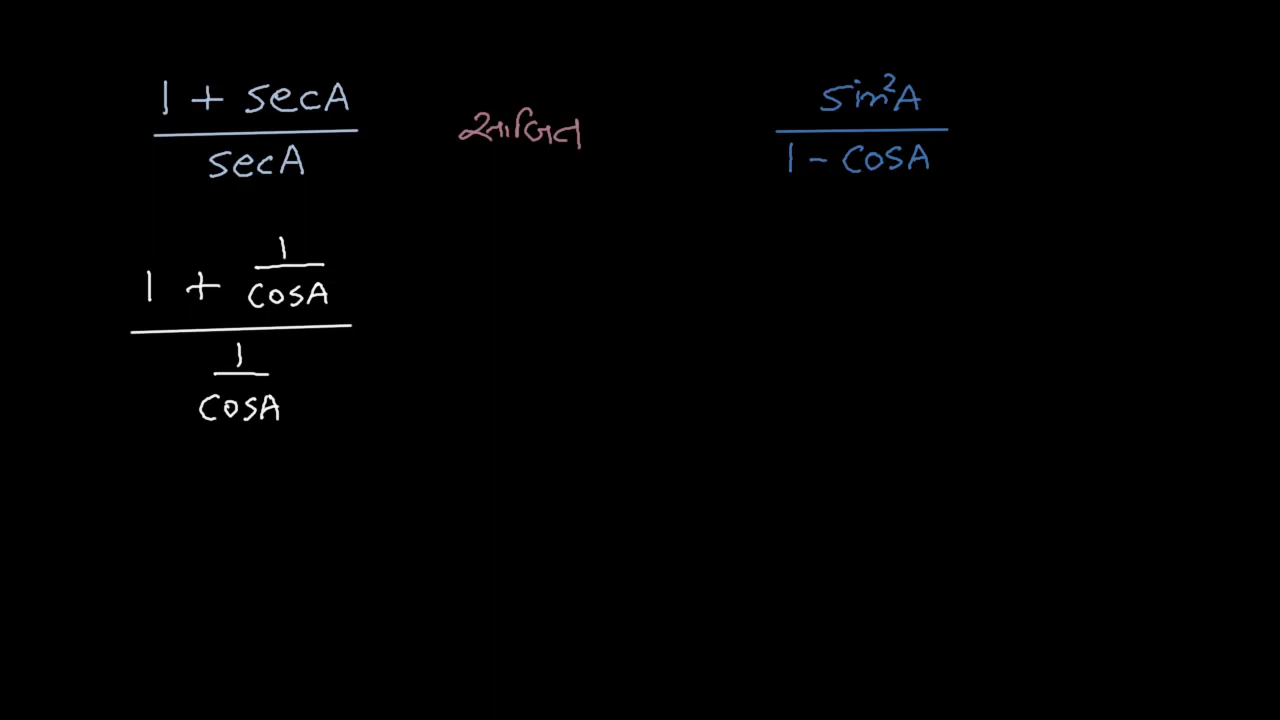 1 + secA
secA
સાબિત
sin²A
1 - cosA
1 + 1
cosA
1
cosA